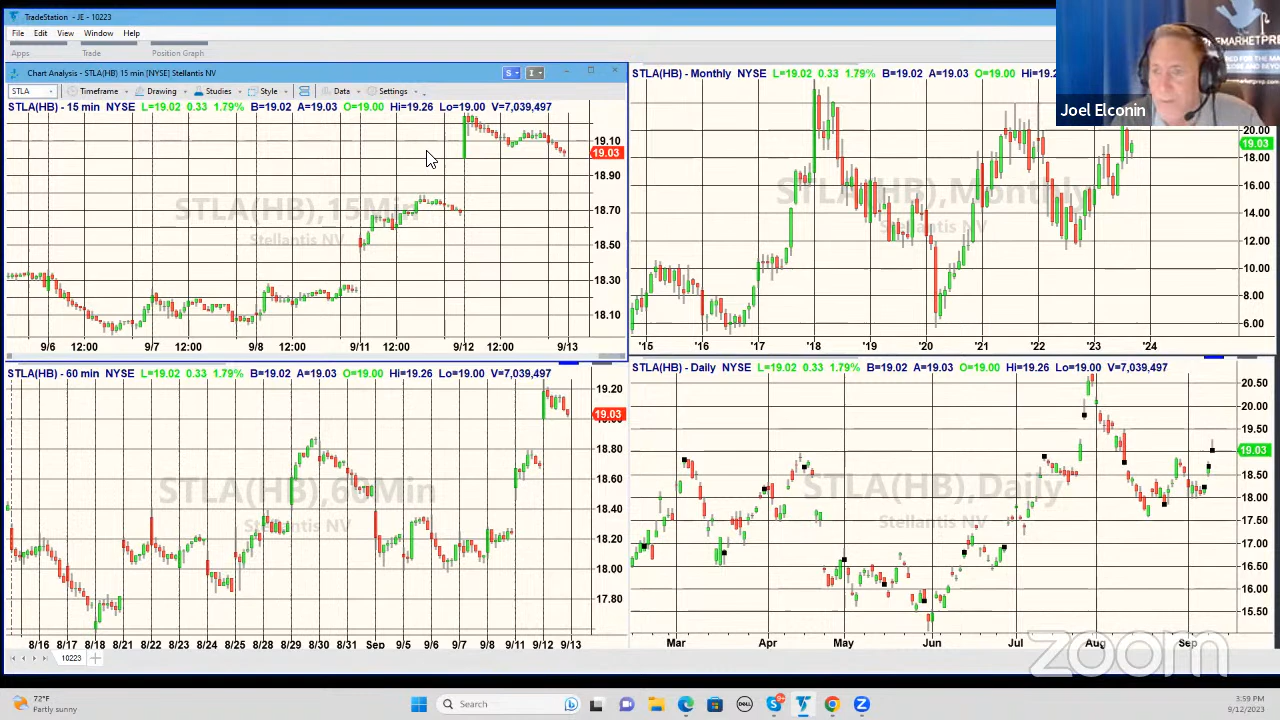 TradeStation - JE - 10223
File Edit View Window Help
Apps Trade Position Graph
Chart Analysis - STLA(HB) 15 min [NYSE] Stellantis NV
S I
STLA Timeframe Drawing Studies Style Data Settings
STLA(HB) - 15 min NYSE L=19.02 0.33 1.79% B=19.02 A=19.03 O=19.00 Hi=19.26 Lo=19.00 V=7,039,497
19.10
19.03
18.90
18.70
18.50
18.30
18.10
STLA(HB),15Min
Stellantis NV
9/6 12:00 9/7 12:00 9/8 12:00 9/11 12:00 9/12 12:00 9/13
STLA(HB) - Monthly NYSE L=19.02 0.33 1.79% B=19.02 A=19.03 O=19.00 Hi=19.2
Joel Elconin
20.00
19.03
18.00
16.00
14.00
12.00
10.00
8.00
6.00
STLA(HB),Monthly
Stellantis NV
'15 '16 '17 '18 '19 '20 '21 '22 '23 '24
STLA(HB) - 60 min NYSE L=19.02 0.33 1.79% B=19.02 A=19.03 O=19.00 Hi=19.26 Lo=19.00 V=7,039,497
19.20
19.03
18.80
18.60
18.40
18.20
18.00
17.80
STLA(HB),60Min
Stellantis NV
8/16 8/17 8/18 8/21 8/22 8/23 8/24 8/25 8/28 8/29 8/30 8/31 Sep 9/5 9/6 9/7 9/8 9/11 9/12 9/13
STLA(HB) - Daily NYSE L=19.02 0.33 1.79% B=19.02 A=19.03 O=19.00 Hi=19.26 Lo=19.00 V=7,039,497
20.50
20.00
19.50
19.03
18.50
18.00
17.50
17.00
16.50
16.00
15.50
STLA(HB),Daily
Stellantis NV
Mar Apr May Jun Jul Aug Sep
10223
zoom
72°F
Partly sunny
Search
DELL
3:59 PM
9/12/2023